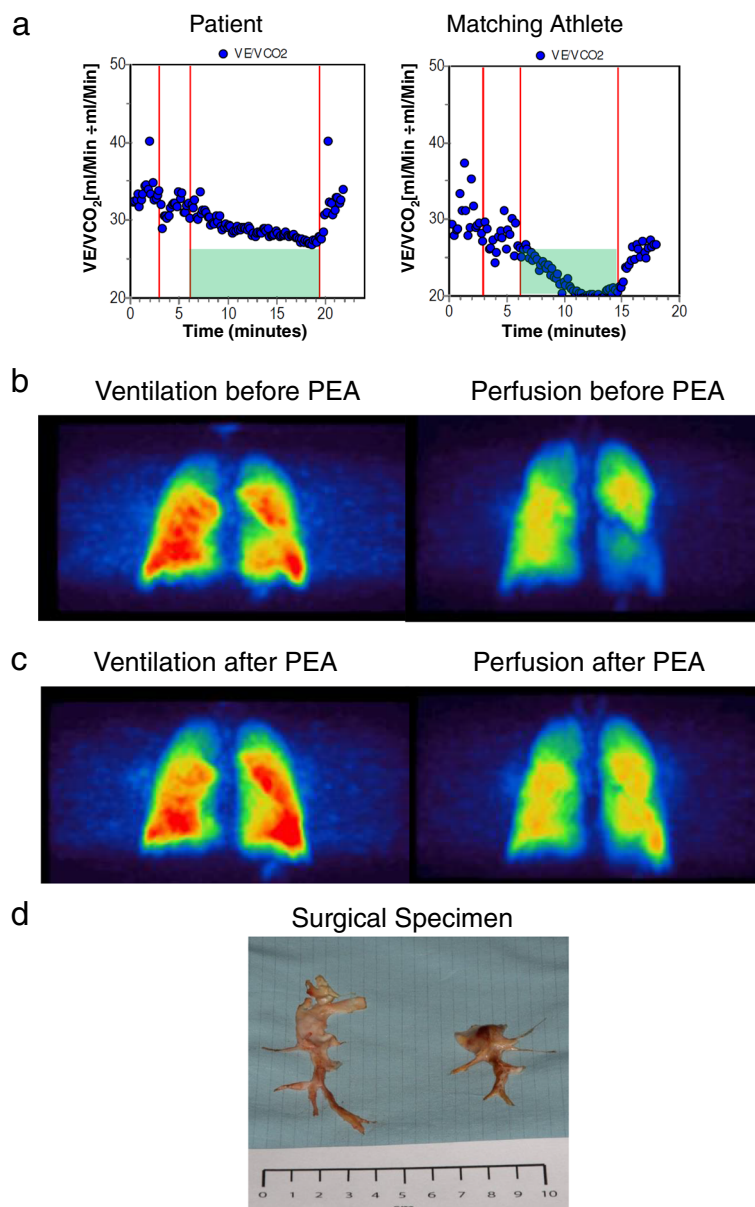 a
Patient
Matching Athlete
VE/VCO2
VE/VCO2
VE/VCO2[ml/Min ÷ml/Min]
50
40
30
20
0
5
10
15
20
Time (minutes)
VE/VCO2[ml/Min ÷ml/Min]
50
40
30
20
0
5
10
15
20
Time (minutes)
b
Ventilation before PEA
Perfusion before PEA
c
Ventilation after PEA
Perfusion after PEA
d
Surgical Specimen
0 1 2 3 4 5 6 7 8 9 10